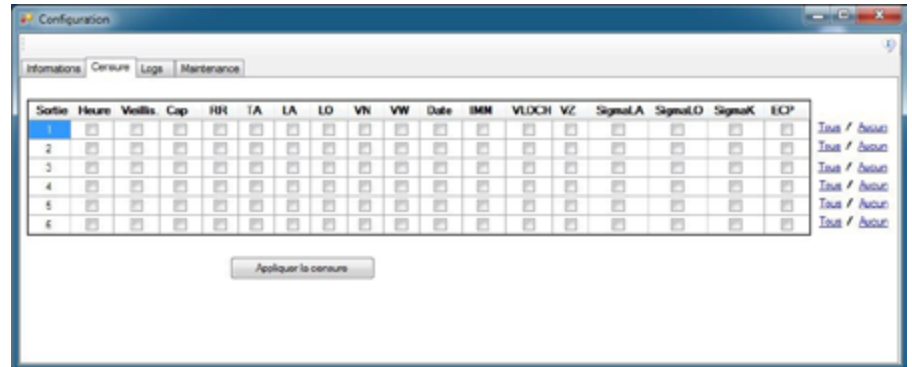 Configuration
Informations Censure Logs Maintenance
Sortie Heure Vieillis. Cap RR TA LA LO VN VW Date IMM VLOCH VZ SigmaLA SigmaLO SigmaK ECP
1 Tous / Aucun
2 Tous / Aucun
3 Tous / Aucun
4 Tous / Aucun
5 Tous / Aucun
6 Tous / Aucun
Appliquer la censure